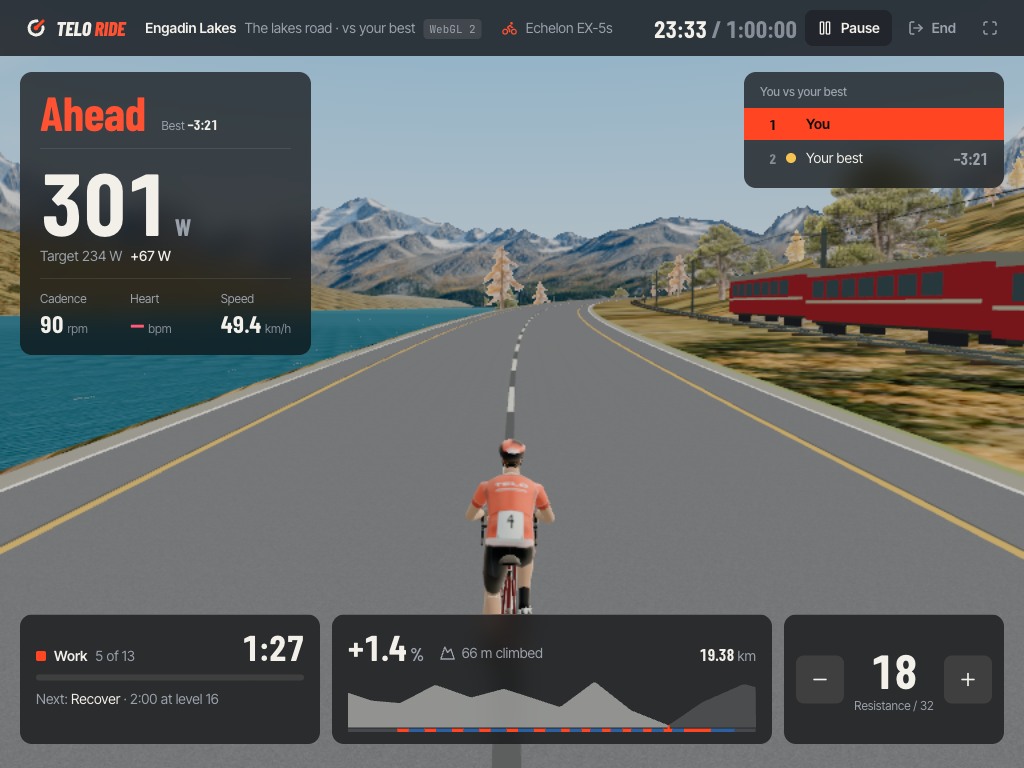 TELO RIDE Engadin Lakes The lakes road · vs your best WebGL 2 Echelon EX-5s 23:33 / 1:00:00 Pause End
Ahead Best −3:21
301 W
Target 234 W +67 W
Cadence Heart Speed
90 rpm — bpm 49.4 km/h
You vs your best
1 You
2 Your best −3:21
TELO
4
Work 5 of 13 1:27
Next: Recover · 2:00 at level 16
+1.4 % 66 m climbed 19.38 km
− 18 +
Resistance / 32